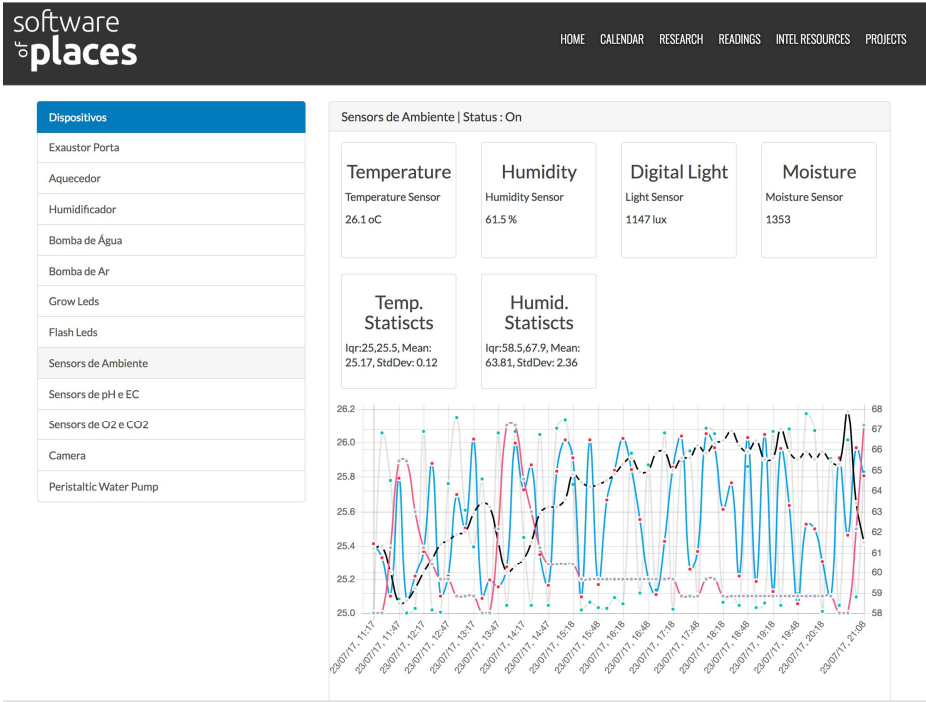 software
of places
HOME CALENDAR RESEARCH READINGS INTEL RESOURCES PROJECTS
Dispositivos
Exaustor Porta
Aquecedor
Humidificador
Bomba de Água
Bomba de Ar
Grow Leds
Flash Leds
Sensors de Ambiente
Sensors de pH e EC
Sensors de O2 e CO2
Camera
Peristaltic Water Pump
Sensors de Ambiente | Status : On
Temperature
Temperature Sensor
26.1 oC
Humidity
Humidity Sensor
61.5 %
Digital Light
Light Sensor
1147 lux
Moisture
Moisture Sensor
1353
Temp.
Statiscts
Iqr:25,25.5, Mean:
25.17, StdDev: 0.12
Humid.
Statiscts
Iqr:58.5,67.9, Mean:
63.81, StdDev: 2.36
26.2
26.0
25.8
25.6
25.4
25.2
25.0
68
67
66
65
64
63
62
61
60
59
58
23/07/17, 11:17
23/07/17, 11:47
23/07/17, 12:17
23/07/17, 12:47
23/07/17, 13:17
23/07/17, 13:47
23/07/17, 14:17
23/07/17, 14:47
23/07/17, 15:18
23/07/17, 15:48
23/07/17, 16:18
23/07/17, 16:48
23/07/17, 17:18
23/07/17, 17:48
23/07/17, 18:18
23/07/17, 18:48
23/07/17, 19:18
23/07/17, 19:48
23/07/17, 20:18
23/07/17, 21:08